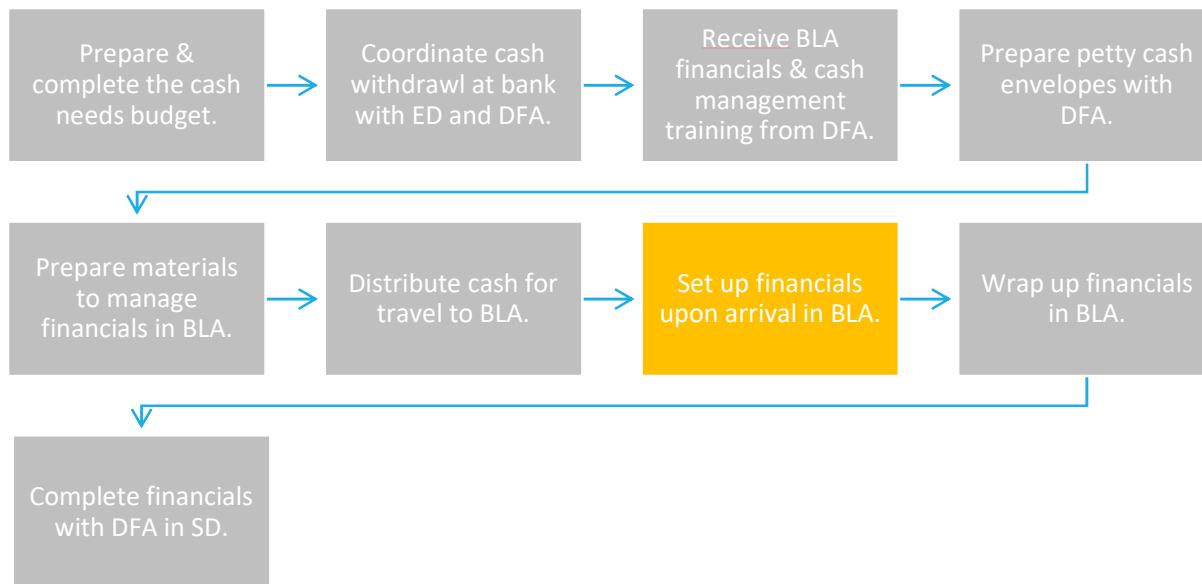 Prepare &
complete the cash
needs budget.
Coordinate cash
withdrawl at bank
with ED and DFA.
Receive BLA
financials & cash
management
training from DFA.
Prepare petty cash
envelopes with
DFA.
Prepare materials
to manage
financials in BLA.
Distribute cash for
travel to BLA.
Set up financials
upon arrival in BLA.
Wrap up financials
in BLA.
Complete financials
with DFA in SD.